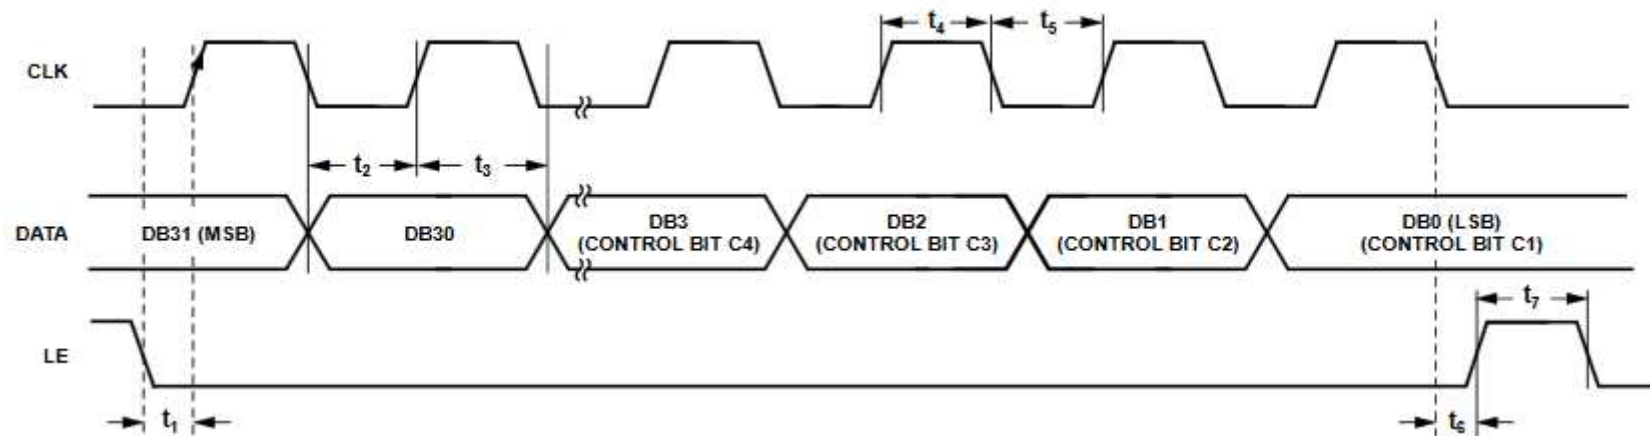 CLK
t4
t5
t2
t3
DATA
DB31 (MSB)
DB30
DB3
(CONTROL BIT C4)
DB2
(CONTROL BIT C3)
DB1
(CONTROL BIT C2)
DB0 (LSB)
(CONTROL BIT C1)
LE
t7
t1
t6